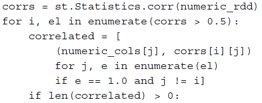 corrs = st.Statistics.corr(numeric_rdd)
for i, el in enumerate(corrs > 0.5):
    correlated = [
        (numeric_cols[j], corrs[i][j])
        for j, e in enumerate(el)
        if e == 1.0 and j != i]
    if len(correlated) > 0: